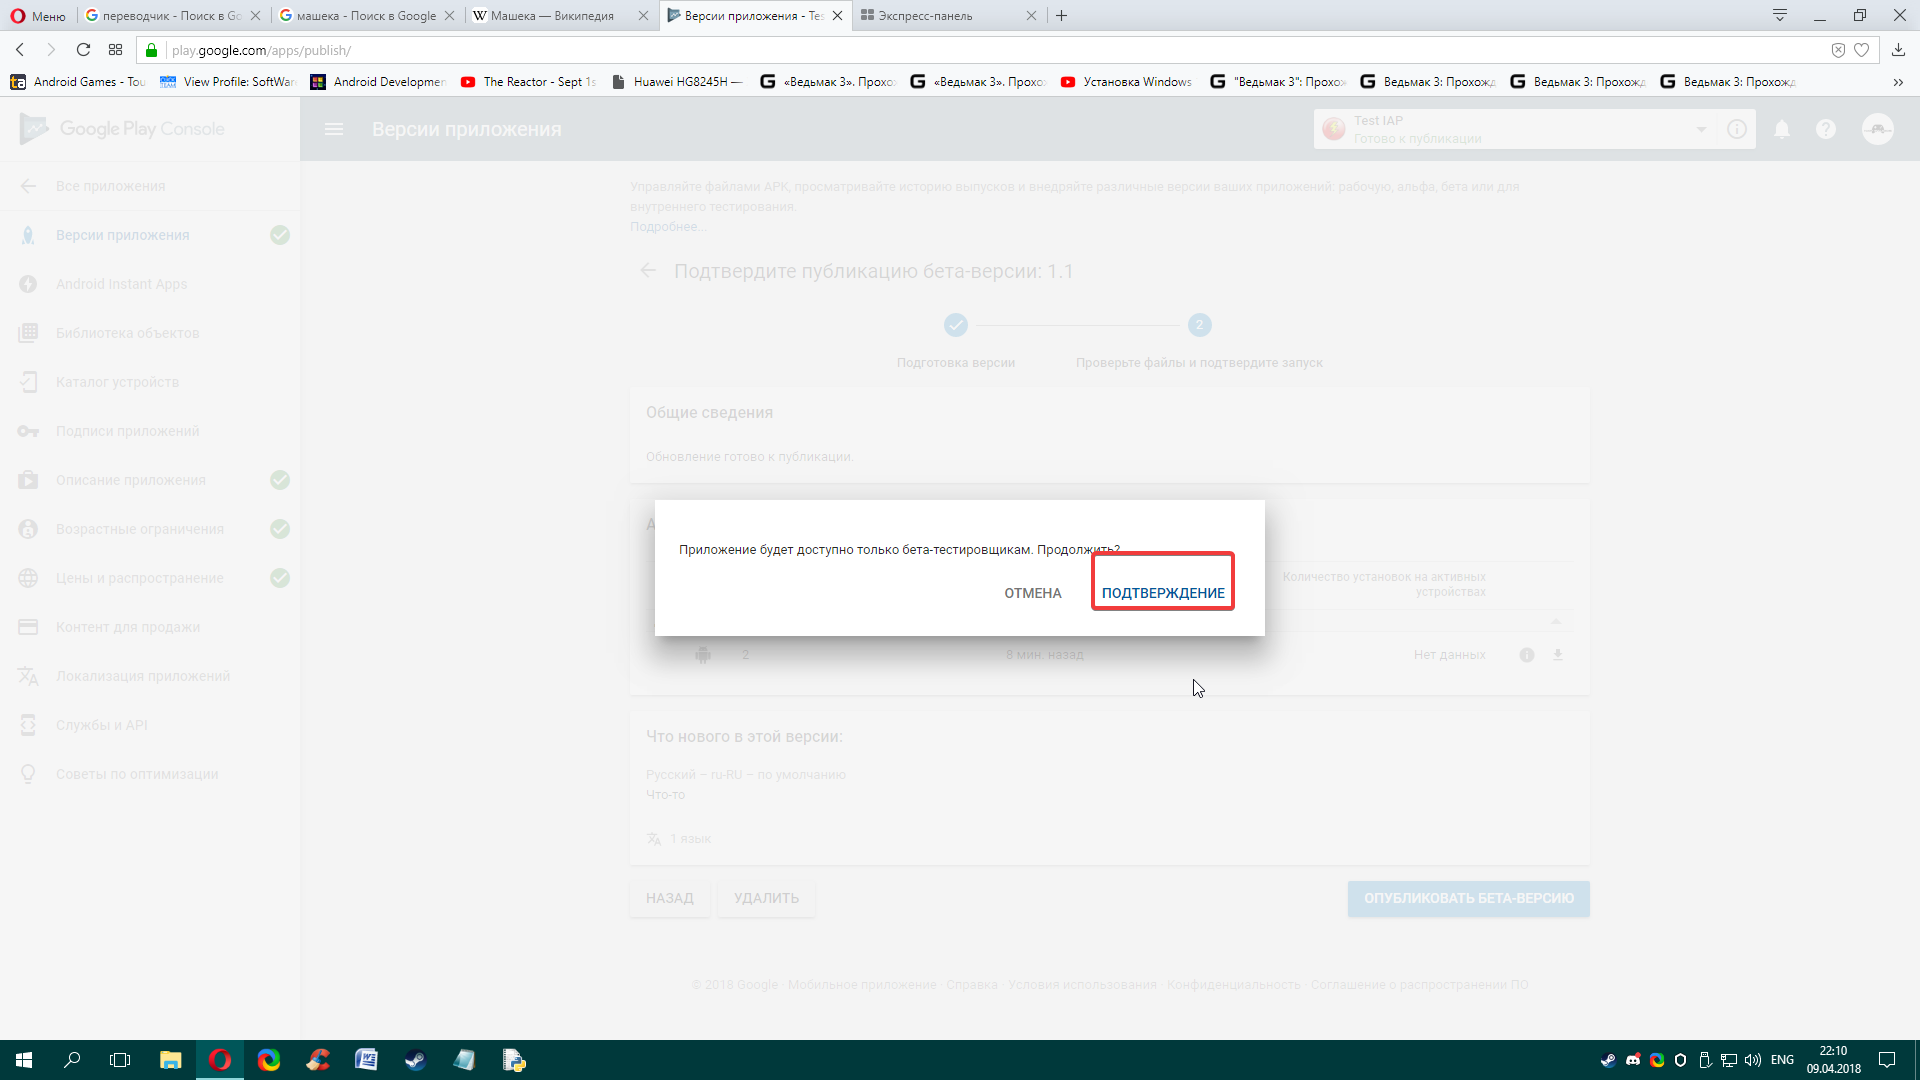 Меню
переводчик - Поиск в Go
машека - Поиск в Google
Машека — Википедия
Версии приложения - Tes
Экспресс-панель
play.google.com/apps/publish/
Android Games - Tou
View Profile: SoftWare
Android Developmen
The Reactor - Sept 1s
Huawei HG8245H —
«Ведьмак 3». Прохо
«Ведьмак 3». Прохо
Установка Windows
"Ведьмак 3": Прохож
Ведьмак 3: Прохожд
Ведьмак 3: Прохожд
Ведьмак 3: Прохожд
Google Play Console
Версии приложения
Test IAP
Готово к публикации
Все приложения
Версии приложения
Android Instant Apps
Библиотека объектов
Каталог устройств
Подписи приложений
Описание приложения
Возрастные ограничения
Цены и распространение
Контент для продажи
Локализация приложений
Службы и API
Советы по оптимизации
Управляйте файлами APK, просматривайте историю выпусков и внедряйте различные версии ваших приложений: рабочую, альфа, бета или для
внутреннего тестирования.
Подробнее...
Подтвердите публикацию бета-версии: 1.1
2
Подготовка версии
Проверьте файлы и подтвердите запуск
Общие сведения
Обновление готово к публикации.
Приложение будет доступно только бета-тестировщикам. Продолжить?
ОТМЕНА
ПОДТВЕРЖДЕНИЕ
Количество установок на активных
устройствах
2
8 мин. назад
Нет данных
Что нового в этой версии:
Русский – ru-RU – по умолчанию
Что-то
1 язык
НАЗАД
УДАЛИТЬ
ОПУБЛИКОВАТЬ БЕТА-ВЕРСИЮ
© 2018 Google · Мобильное приложение · Справка · Условия использования · Конфиденциальность · Соглашение о распространении ПО
ENG
22:10
09.04.2018